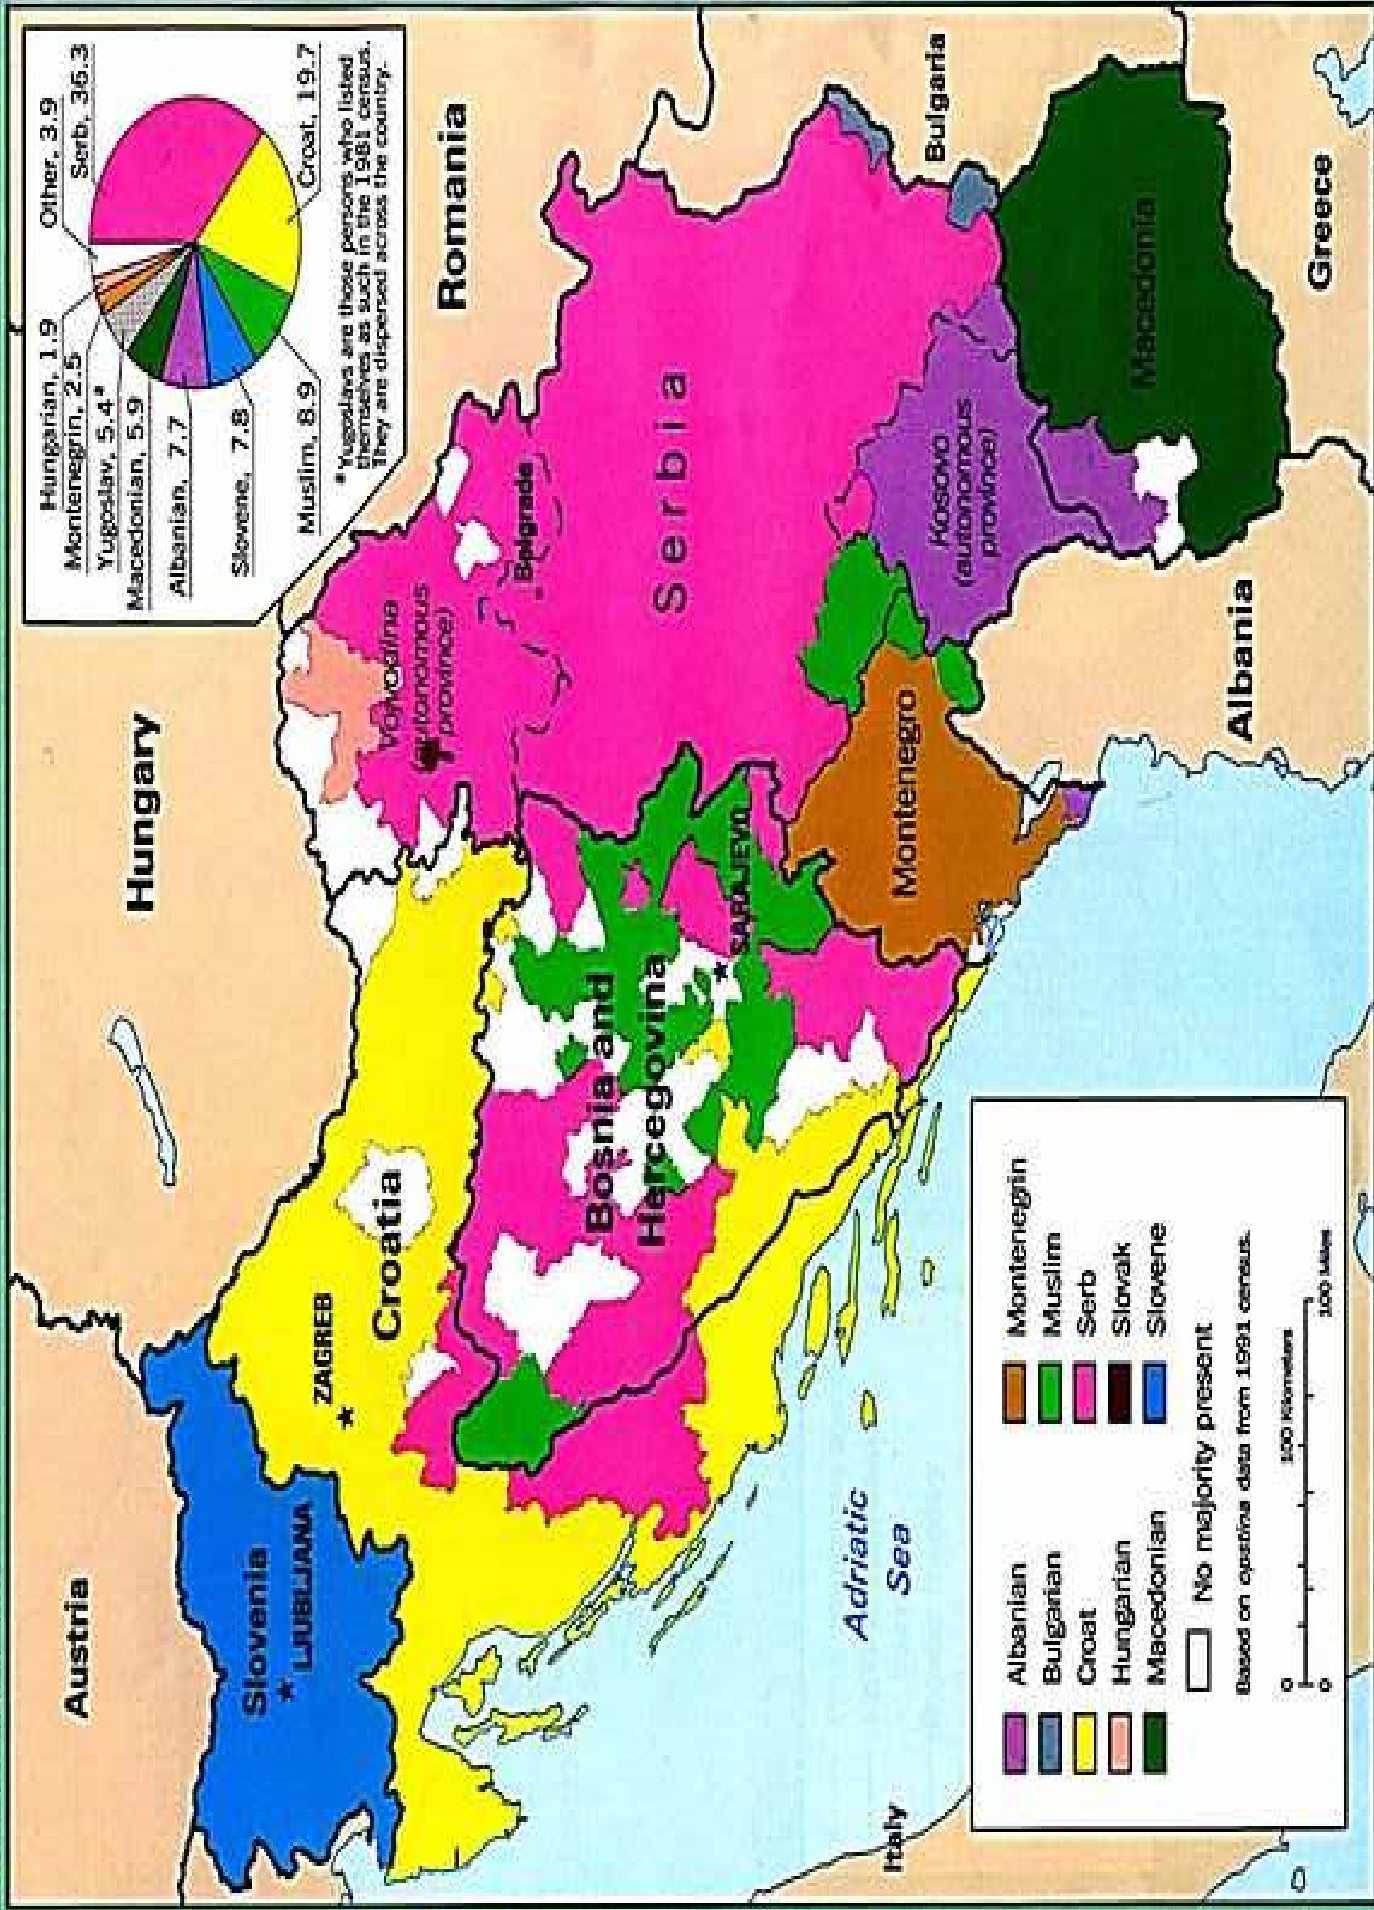 Austria
Hungary
Romania
Bulgaria
Greece
Albania
Italy
Adriatic
Sea
Slovenia
LJUBLJANA
ZAGREB
Croatia
Bosnia and
Hercegovina
SARAJEVO
Vojvodina
(autonomous
province)
Belgrade
Serbia
Montenegro
Kosovo
(autonomous
province)
Macedonia
Other, 3.9
Serb, 36.3
Croat, 19.7
Hungarian, 1.9
Montenegrin, 2.5
Yugoslav, 5.4*
Macedonian, 5.9
Albanian, 7.7
Slovene, 7.8
Musim, 8.9
*Yugoslavs are those persons who listed
themselves as such in the 1981 census.
They are dispersed across the country.
Albanian
Bulgarian
Croat
Hungarian
Macedonian
Montenegrin
Muslim
Serb
Slovak
Slovene
No majority present
Based on opstina data from 1991 census.
0 100 Kilometers
0 100 Miles